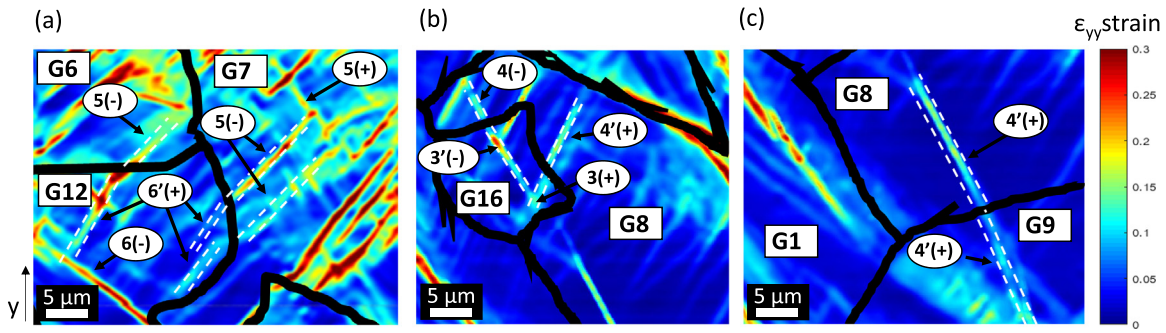 (a)
G6
G7
5(+)
5(-)
5(-)
G12
6’(+)
6(-)
5 μm
y
(b)
4(-)
4’(+)
3’(-)
3(+)
G16
G8
5 μm
(c)
G8
4’(+)
G9
G1
4’(+)
5 μm
εyy strain
0.3
0.25
0.2
0.15
0.1
0.05
0